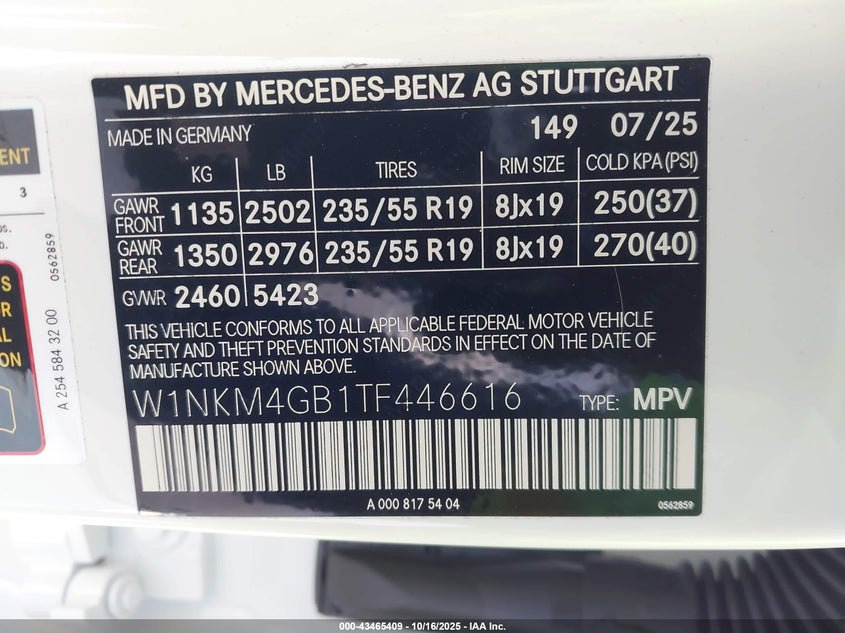 MFD BY MERCEDES-BENZ AG STUTTGART
MADE IN GERMANY 149 07/25
KG LB TIRES RIM SIZE COLD KPA (PSI)
GAWR FRONT 1135 2502 235/55 R19 8Jx19 250(37)
GAWR REAR 1350 2976 235/55 R19 8Jx19 270(40)
GVWR 2460 5423
THIS VEHICLE CONFORMS TO ALL APPLICABLE FEDERAL MOTOR VEHICLE
SAFETY AND THEFT PREVENTION STANDARDS IN EFFECT ON THE DATE OF
MANUFACTURE SHOWN ABOVE.
W1NKM4GB1TF446616 TYPE: MPV
A 000 817 54 04 0562859
3
0562859
A 254 584 32 00
000-43465409 | 10/16/2025 - IAA Inc.